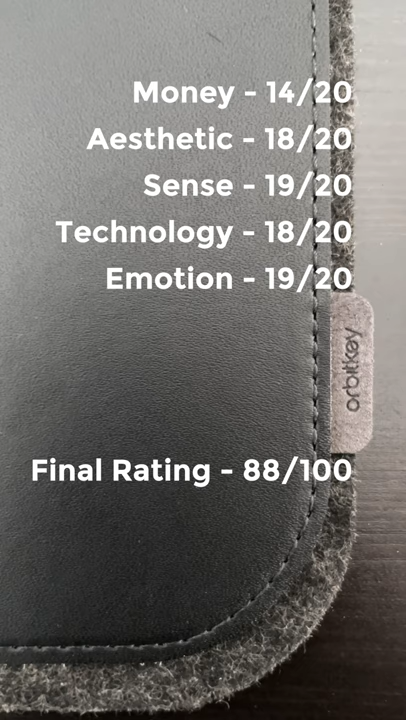 Money - 14/20
Aesthetic - 18/20
Sense - 19/20
Technology - 18/20
Emotion - 19/20
orbitkey
Final Rating - 88/100